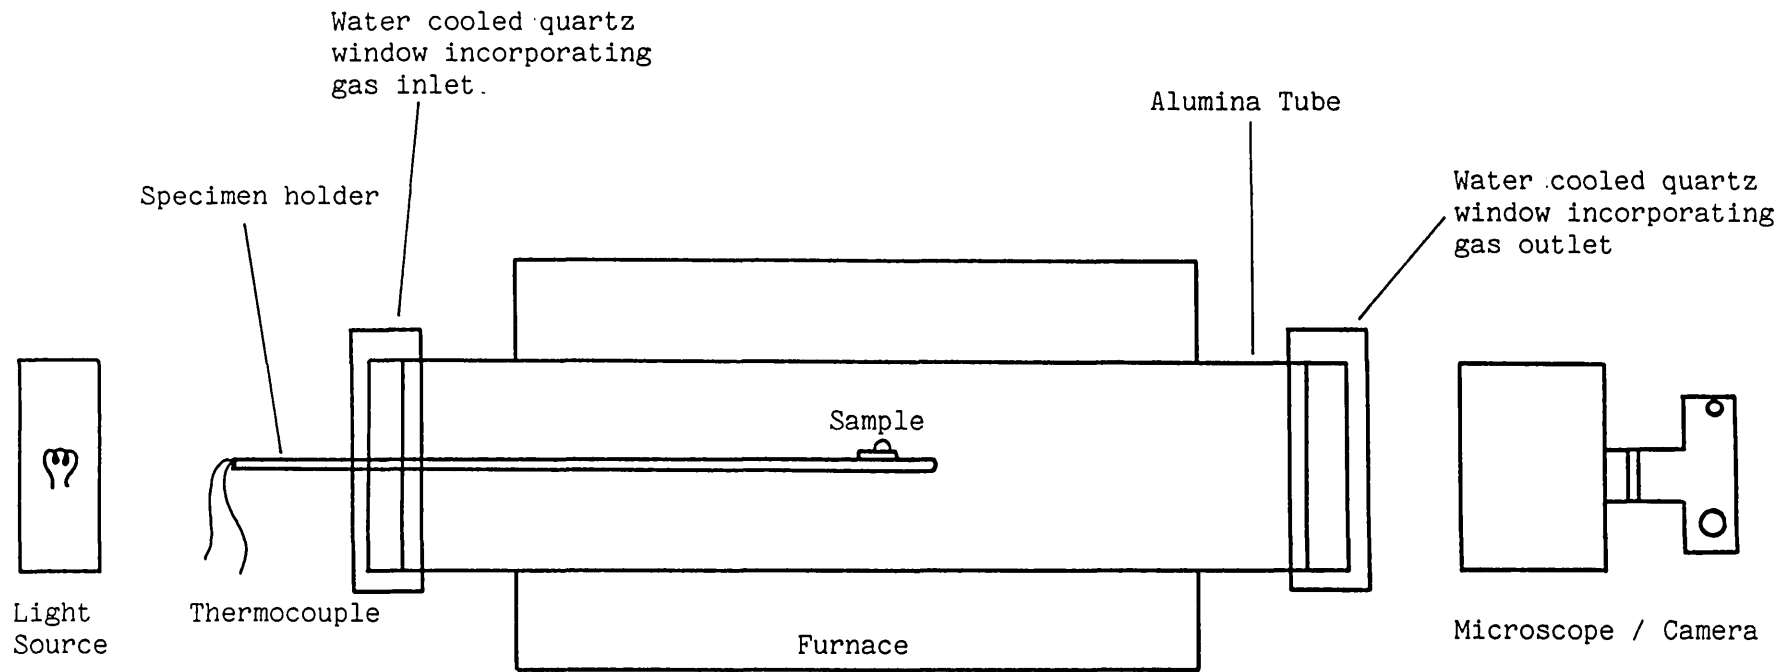 Water cooled quartz
window incorporating
gas inlet.
Alumina Tube
Specimen holder
Water cooled quartz
window incorporating
gas outlet
Sample
Light
Source
Thermocouple
Furnace
Microscope / Camera